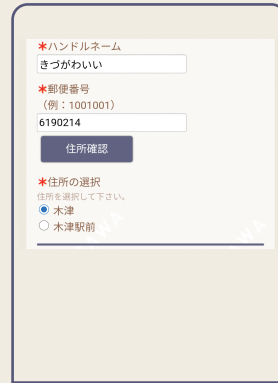 *ハンドルネーム
きづがわいい
*郵便番号
（例：1001001）
6190214
住所確認
*住所の選択
住所を選択して下さい。
木津
木津駅前